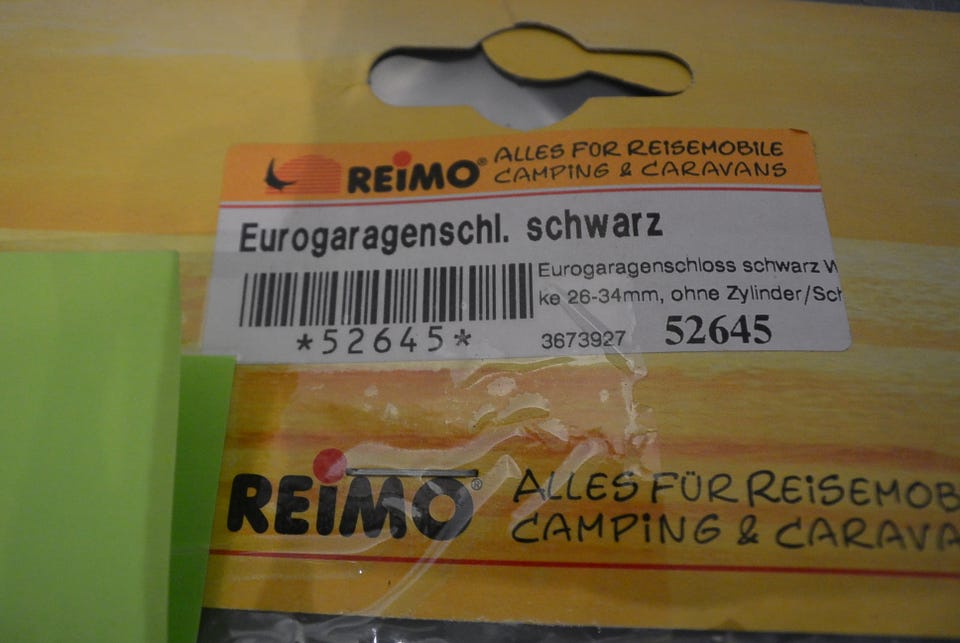 REIMO® ALLES FÜR REISEMOBILE
CAMPING & CARAVANS
Eurogaragenschl. schwarz
Eurogaragenschloss schwarz W
ke 26-34mm, ohne Zylinder/Sch
*52645*
3673927 52645
REIMO® ALLES FÜR REISEMOB
CAMPING & CARAVA